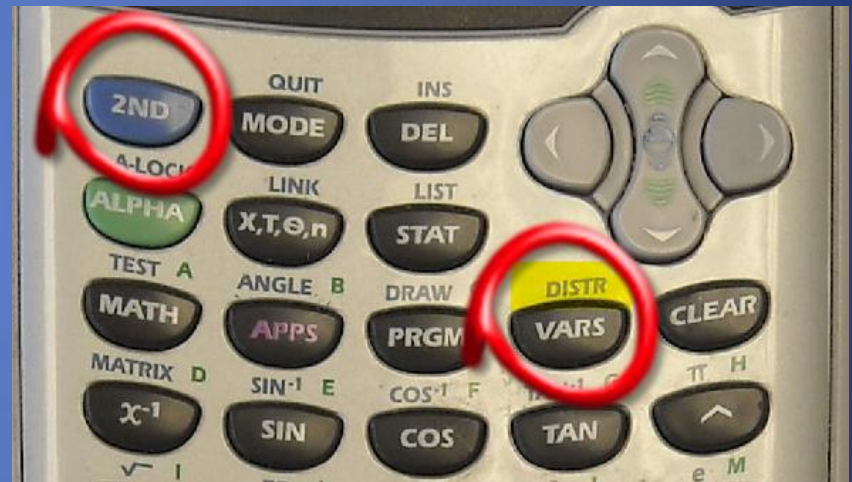 QUIT INS
2ND MODE DEL
A-LOCK LINK LIST
ALPHA X,T,Θ,n STAT
TEST A ANGLE B DRAW DISTR
MATH APPS PRGM VARS CLEAR
MATRIX D SIN-1 E COS-1 F π H
x-1 SIN COS TAN ^
√ I e M